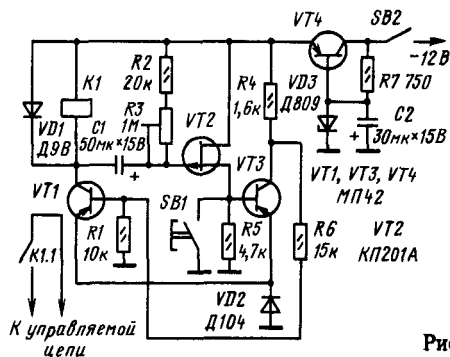 VT4
SB2
-12В
K1
R2
20к
R4
1,6к
VD3
Д809
R7 750
R3
1М
VT2
C1
50мк×15В
+
VD1
Д9В
C2
30мк×15В
+
VT1
VT3
VT1, VT3, VT4
МП42
SB1
K1.1
R1
10к
R5
4,7к
R6
15к
VT2
КП201А
VD2
Д104
К управляемой
цепи
Рис